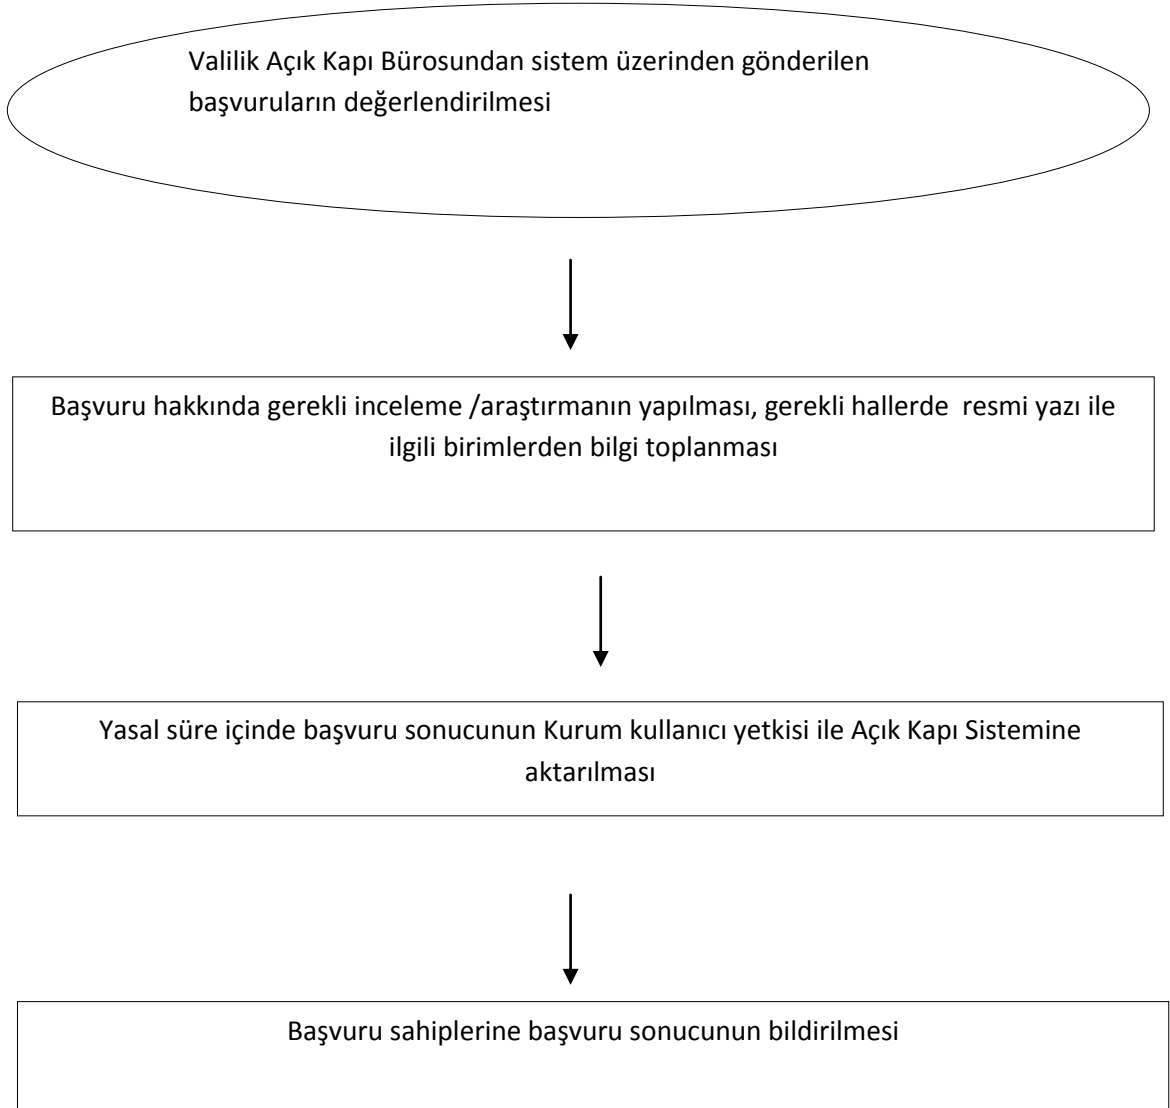 Valilik Açık Kapı Bürosundan sistem üzerinden gönderilen
başvuruların değerlendirilmesi
Başvuru hakkında gerekli inceleme /araştırmanın yapılması, gerekli hallerde  resmi yazı ile
ilgili birimlerden bilgi toplanması
Yasal süre içinde başvuru sonucunun Kurum kullanıcı yetkisi ile Açık Kapı Sistemine
aktarılması
Başvuru sahiplerine başvuru sonucunun bildirilmesi